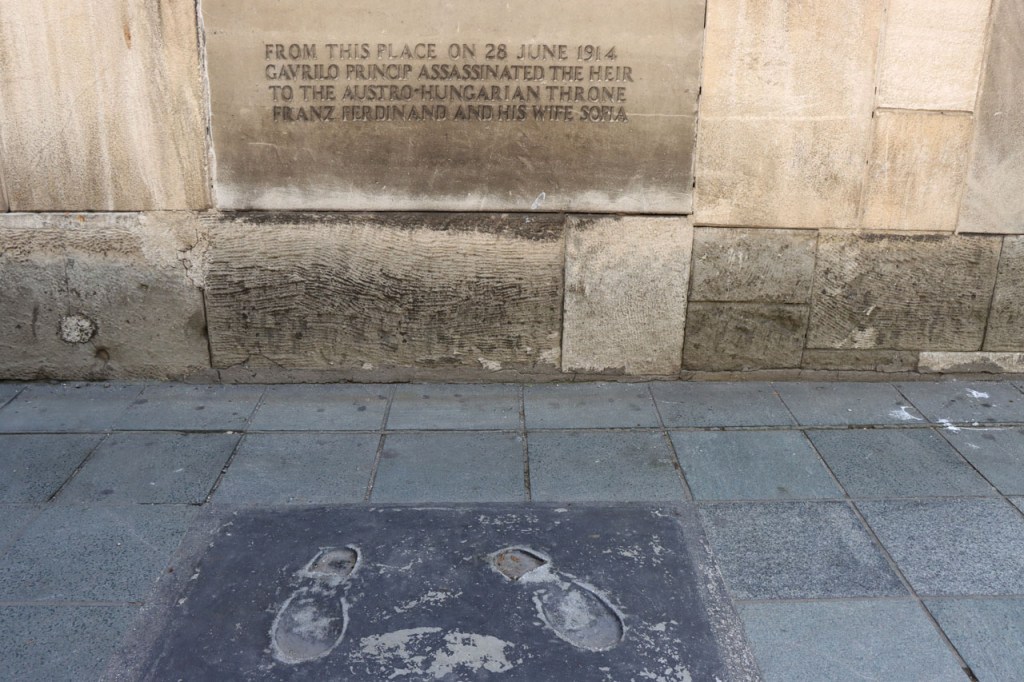 FROM THIS PLACE ON 28 JUNE 1914
GAVRILO PRINCIP ASSASSINATED THE HEIR
TO THE AUSTRO-HUNGARIAN THRONE
FRANZ FERDINAND AND HIS WIFE SOFIA